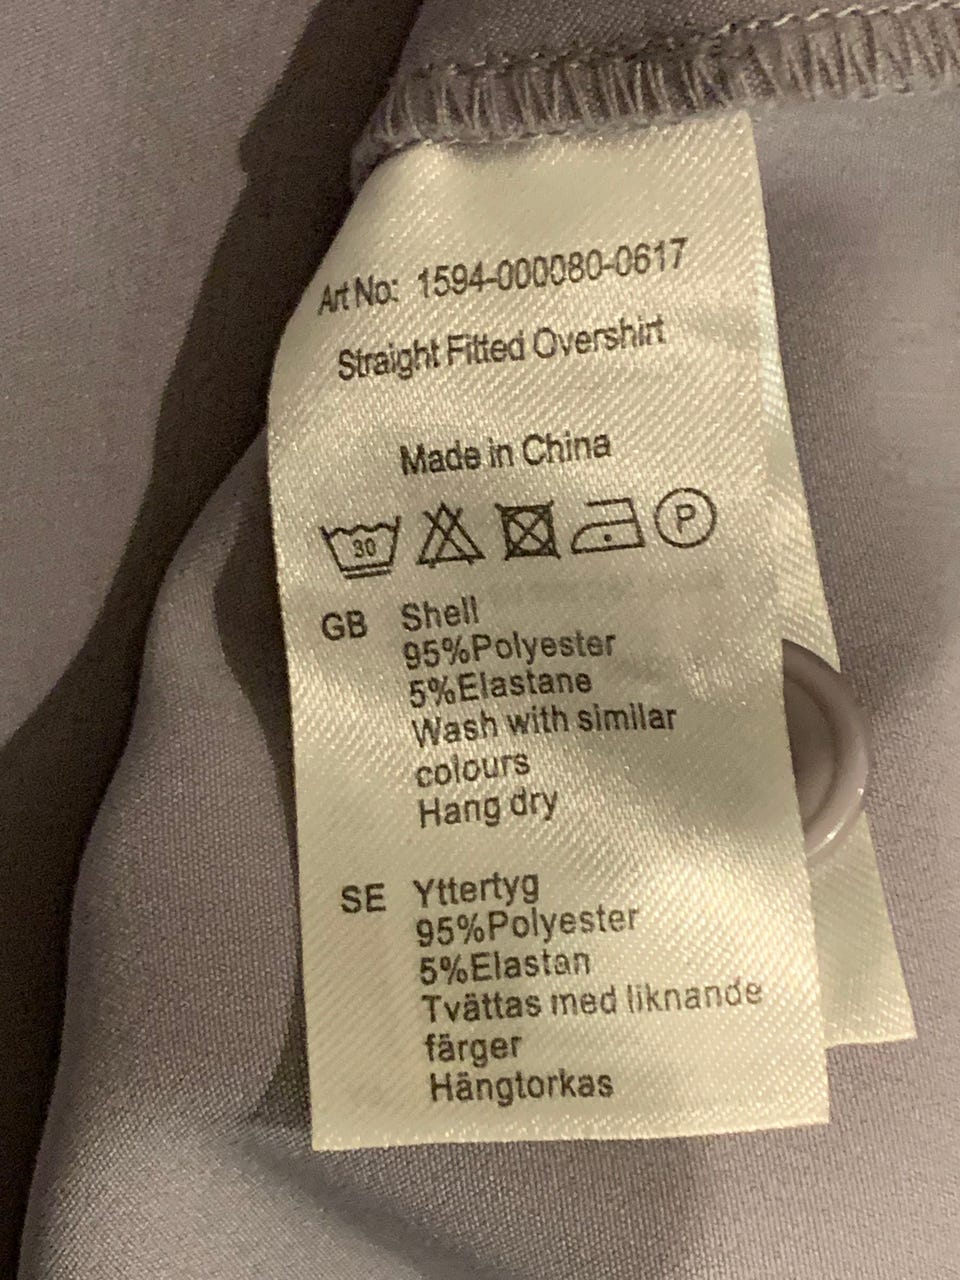 Art No: 1594-000080-0617
Straight Fitted Overshirt
Made in China
30 P
GB Shell
95%Polyester
5%Elastane
Wash with similar
colours
Hang dry
SE Yttertyg
95%Polyester
5%Elastan
Tvättas med liknande
färger
Hängtorkas